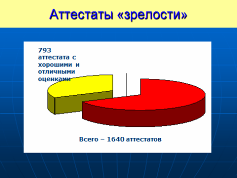 Аттестаты «зрелости»
793
аттестата с
хорошими и
отличными
оценками
Всего – 1640 аттестатов